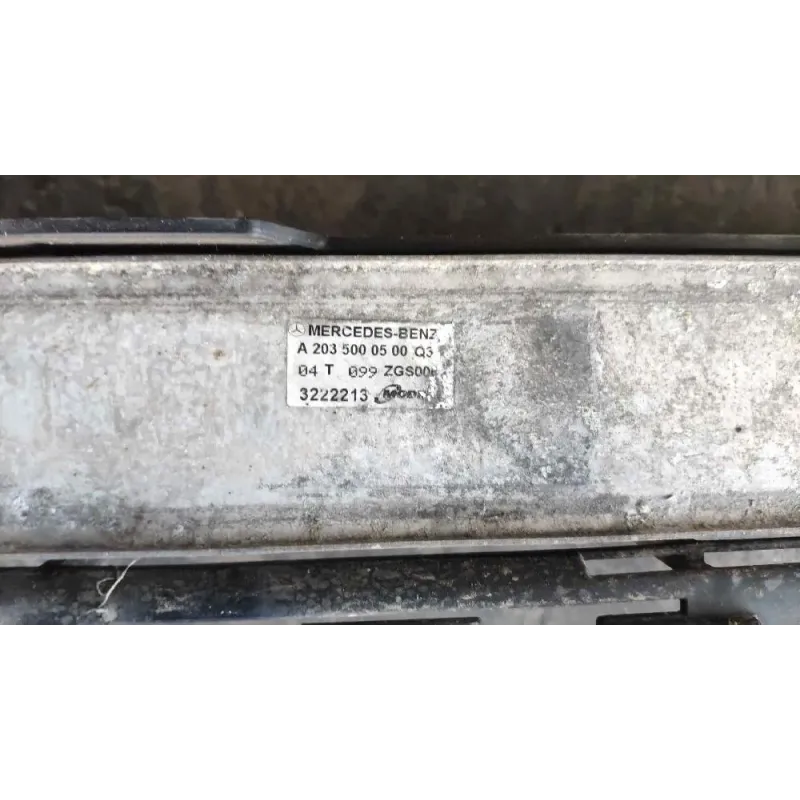 MERCEDES-BENZ
A 203 500 05 00 Q3
04 T 099 ZGS00
3222213